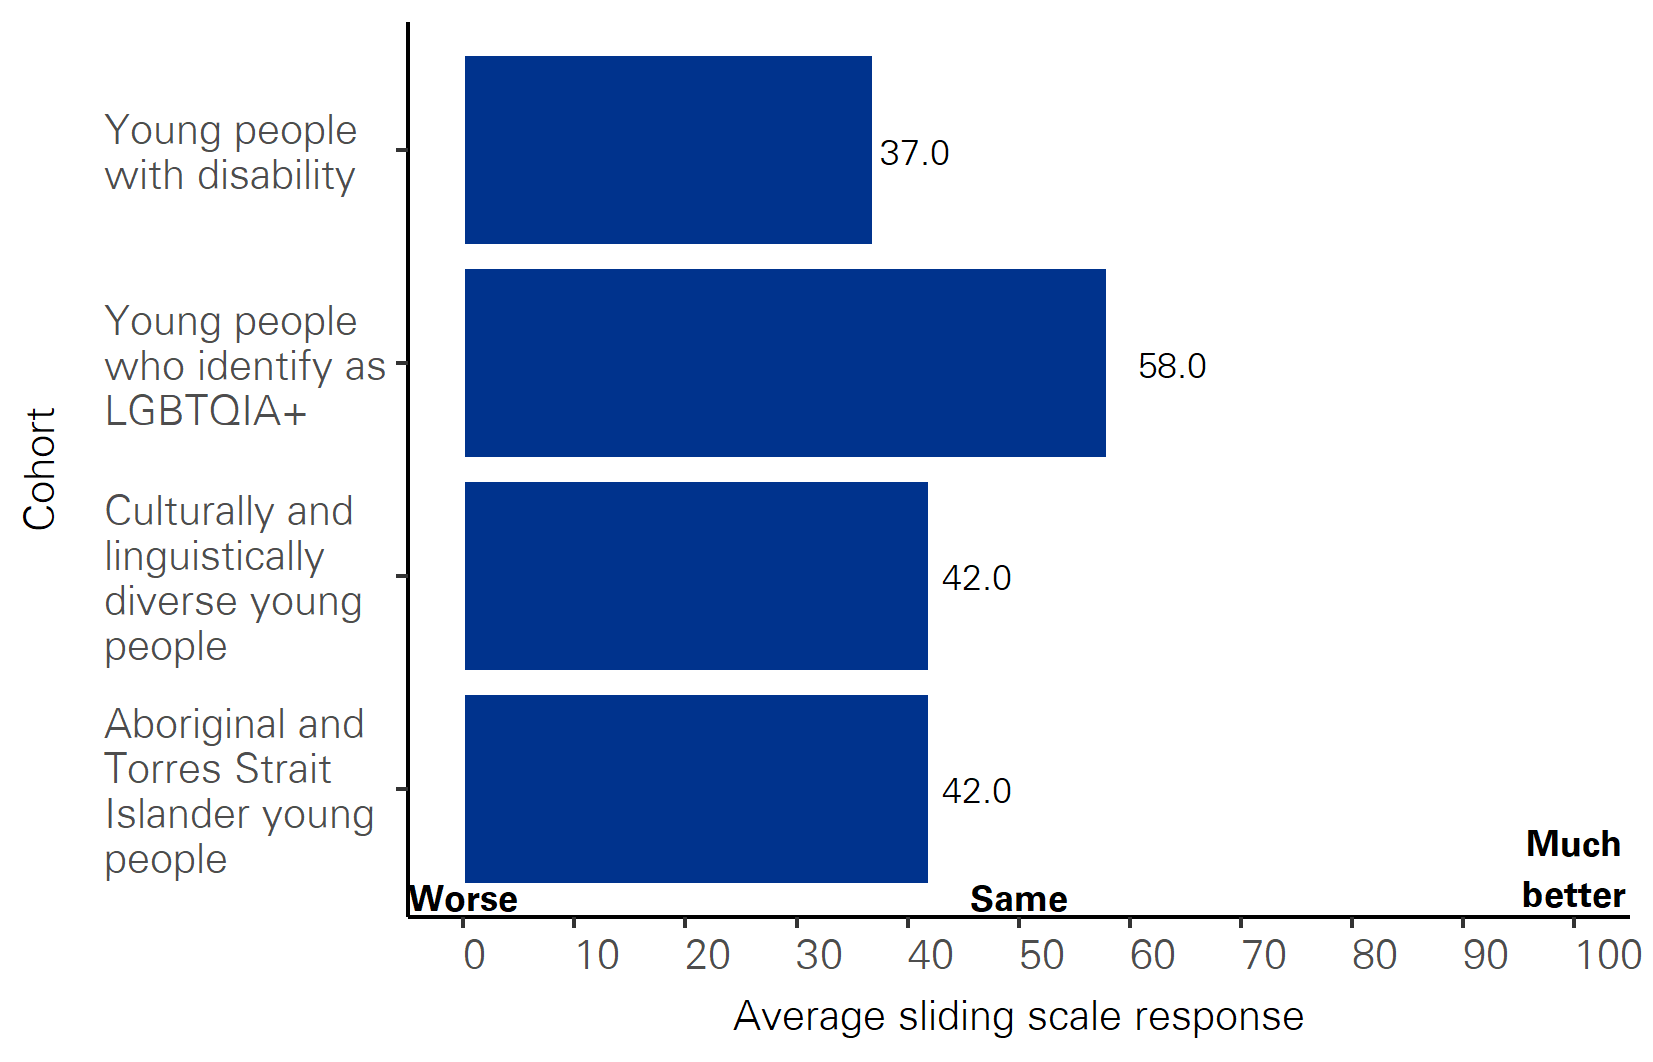 Cohort
Young people
with disability
37.0
Young people
who identify as
LGBTQIA+
58.0
Culturally and
linguistically
diverse young
people
42.0
Aboriginal and
Torres Strait
Islander young
people
42.0
Worse
Same
Much
better
0 10 20 30 40 50 60 70 80 90 100
Average sliding scale response